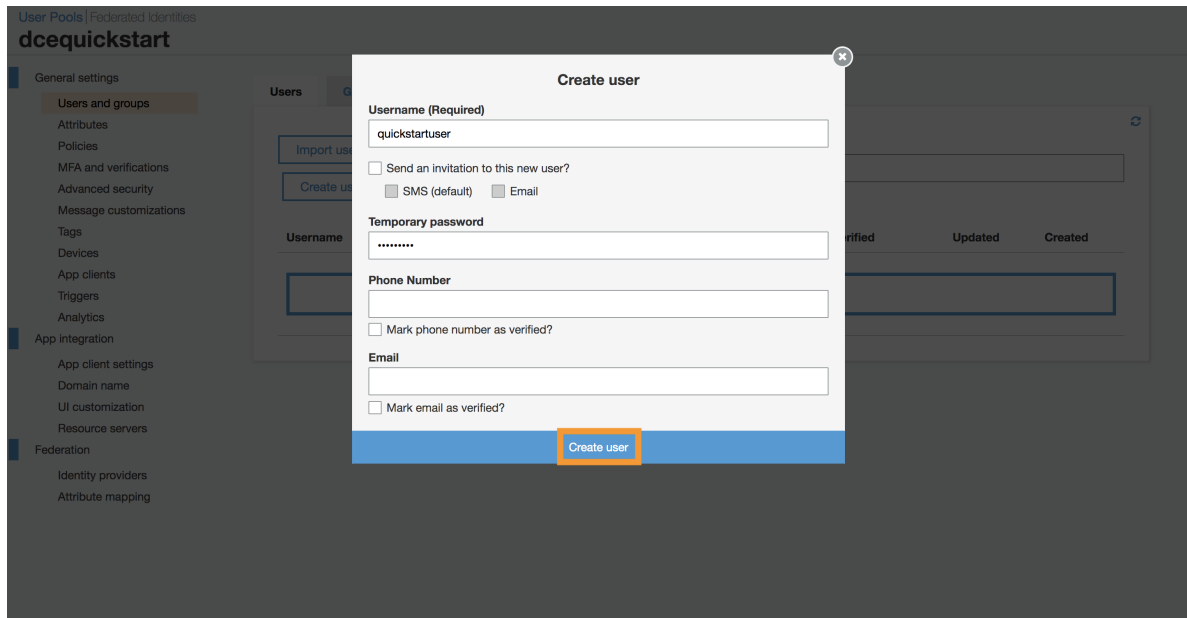 User Pools | Federated Identities
dcequickstart
General settings
Users and groups
Attributes
Policies
MFA and verifications
Advanced security
Message customizations
Tags
Devices
App clients
Triggers
Analytics
App integration
App client settings
Domain name
UI customization
Resource servers
Federation
Identity providers
Attribute mapping
Users
Import
Create
Username
Updated
Created
Create user
Username (Required)
quickstartuser
Send an invitation to this new user?
SMS (default)
Email
Temporary password
•••••••••
Phone Number
Mark phone number as verified?
Email
Mark email as verified?
Create user